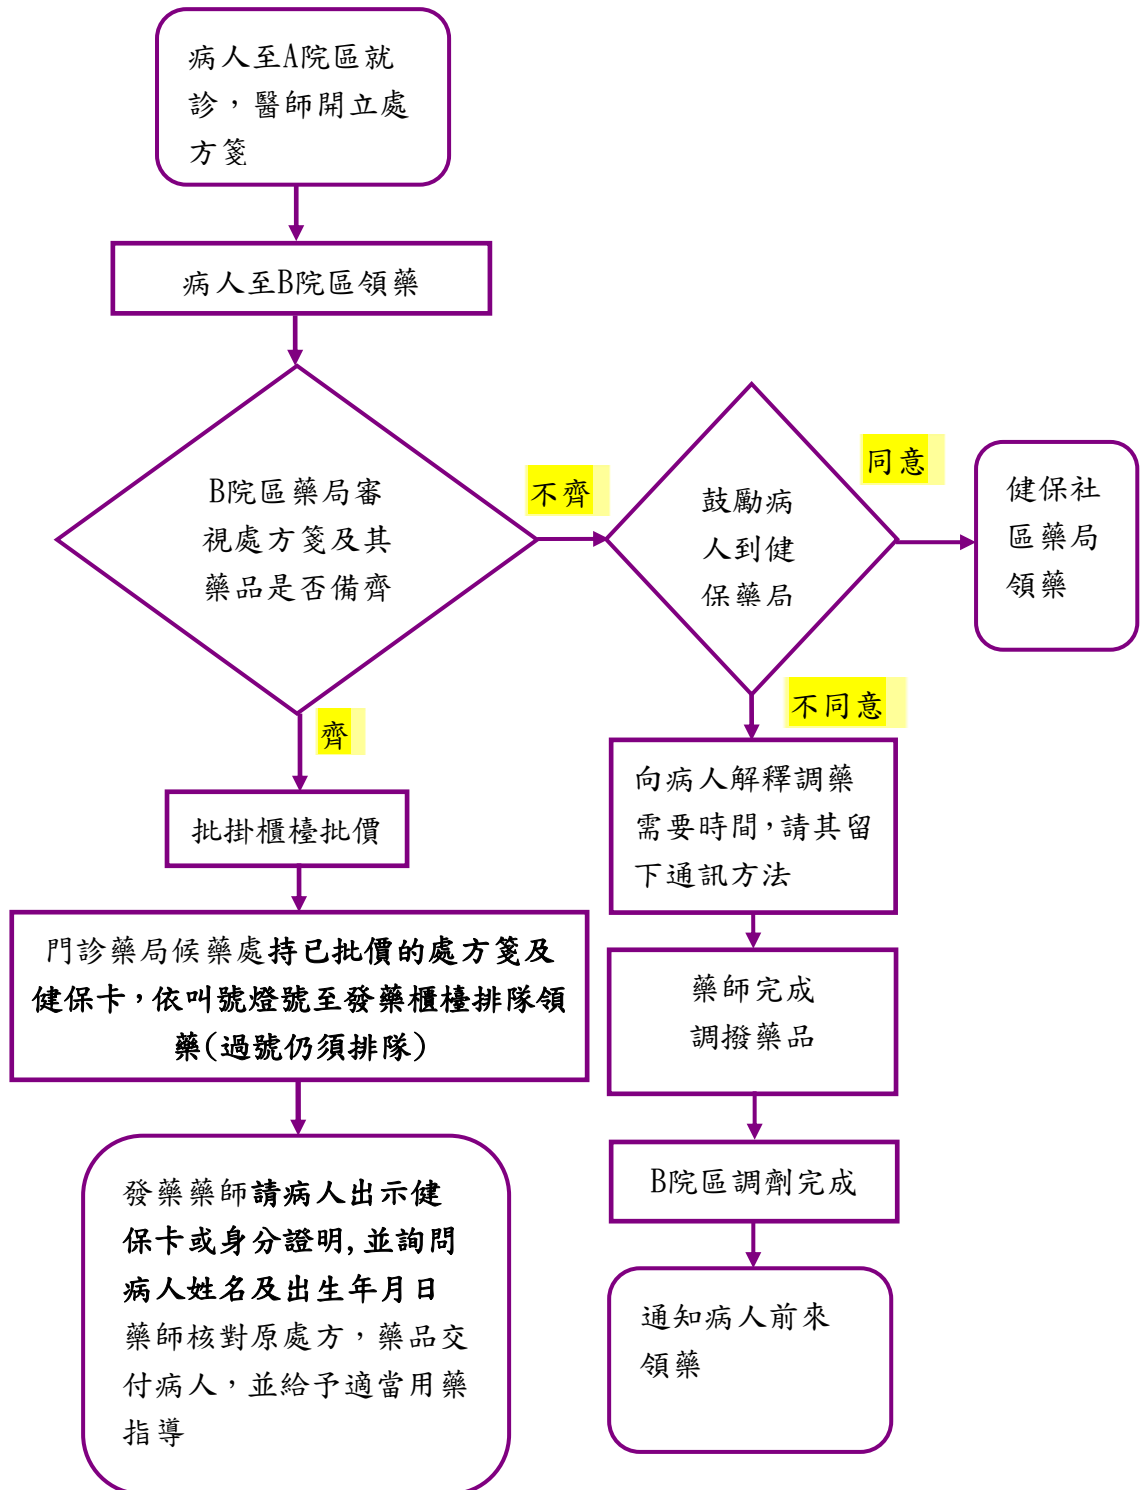 病人至A院區就
診，醫師開立處
方箋
病人至B院區領藥
B院區藥局審
視處方箋及其
藥品是否備齊
不齊
鼓勵病
人到健
保藥局
同意
健保社
區藥局
領藥
齊
不同意
批掛櫃檯批價
向病人解釋調藥
需要時間，請其留
下通訊方法
門診藥局候藥處持已批價的處方箋及
健保卡，依叫號燈號至發藥櫃檯排隊領
藥(過號仍須排隊)
藥師完成
調撥藥品
發藥藥師請病人出示健
保卡或身分證明,並詢問
病人姓名及出生年月日
藥師核對原處方，藥品交
付病人，並給予適當用藥
指導
B院區調劑完成
通知病人前來
領藥